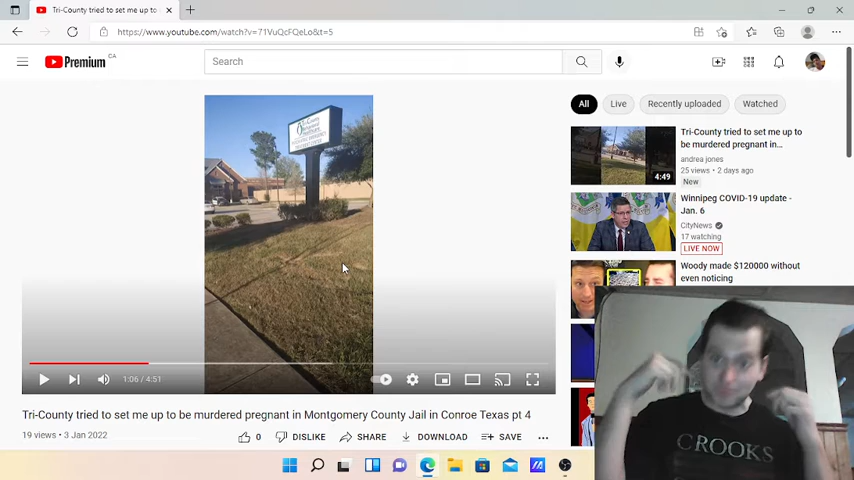 Tri-County tried to set me up to
https://www.youtube.com/watch?v=71VuQcFQeLo&t=5
Premium
CA
Search
All
Live
Recently uploaded
Watched
Tri-County
4:49
Tri-County tried to set me up to
be murdered pregnant in...
andrea jones
25 views • 2 days ago
New
Winnipeg COVID-19 update -
Jan. 6
CityNews
17 watching
LIVE NOW
Woody made $120000 without
even noticing
1:06 / 4:51
Tri-County tried to set me up to be murdered pregnant in Montgomery County Jail in Conroe Texas pt 4
19 views • 3 Jan 2022
0
DISLIKE
SHARE
DOWNLOAD
SAVE
CROOKS